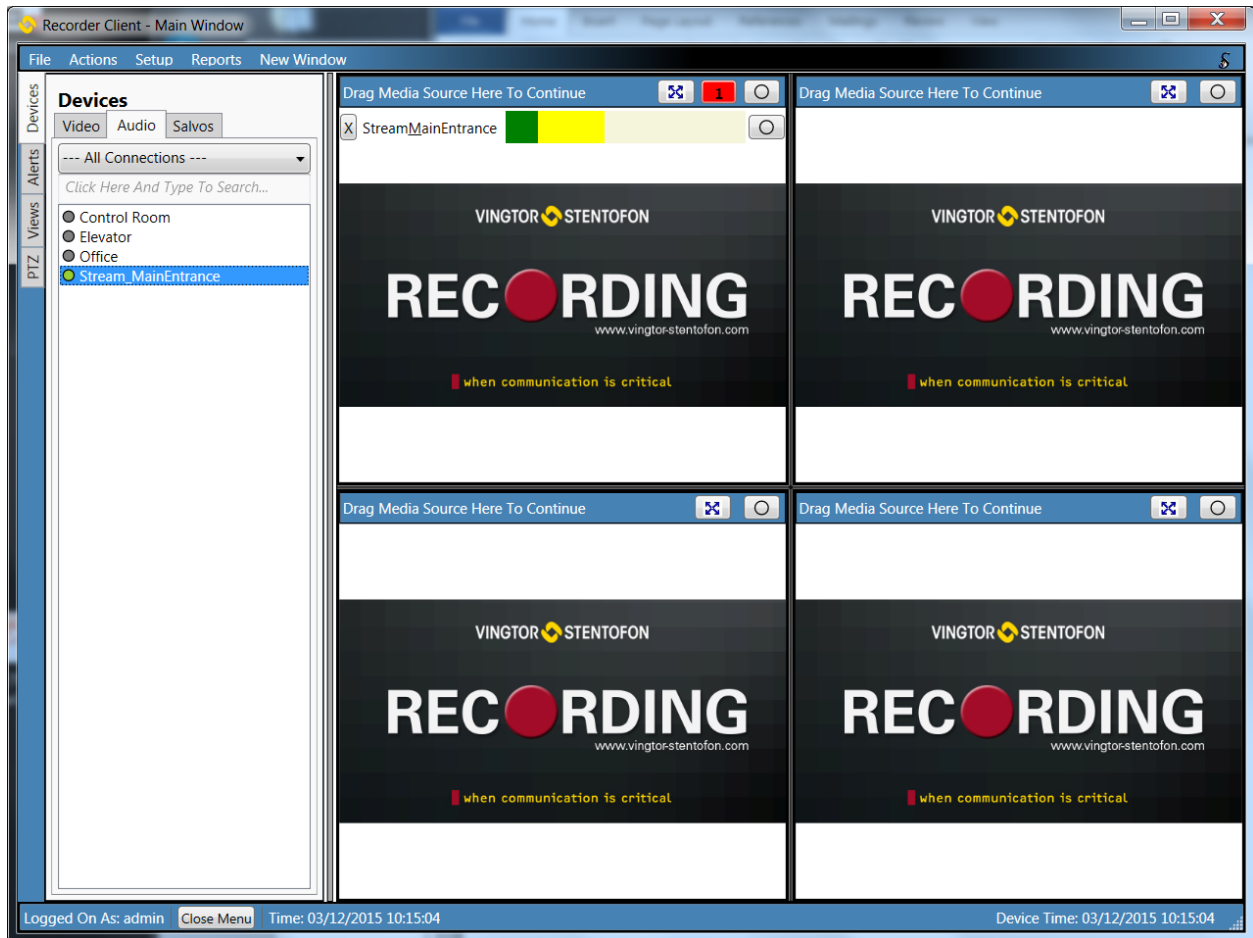 Recorder Client - Main Window
File Actions Setup Reports New Window
Devices
Alerts
Views
PTZ
Devices
Video Audio Salvos
--- All Connections ---
Click Here And Type To Search...
Control Room
Elevator
Office
Stream_MainEntrance
Drag Media Source Here To Continue 1
X StreamMainEntrance
VINGTOR STENTOFON
RECORDING
www.vingtor-stentofon.com
when communication is critical
Drag Media Source Here To Continue
VINGTOR STENTOFON
RECORDING
www.vingtor-stentofon.com
when communication is critical
Drag Media Source Here To Continue
VINGTOR STENTOFON
RECORDING
www.vingtor-stentofon.com
when communication is critical
Drag Media Source Here To Continue
VINGTOR STENTOFON
RECORDING
www.vingtor-stentofon.com
when communication is critical
Logged On As: admin Close Menu Time: 03/12/2015 10:15:04 Device Time: 03/12/2015 10:15:04